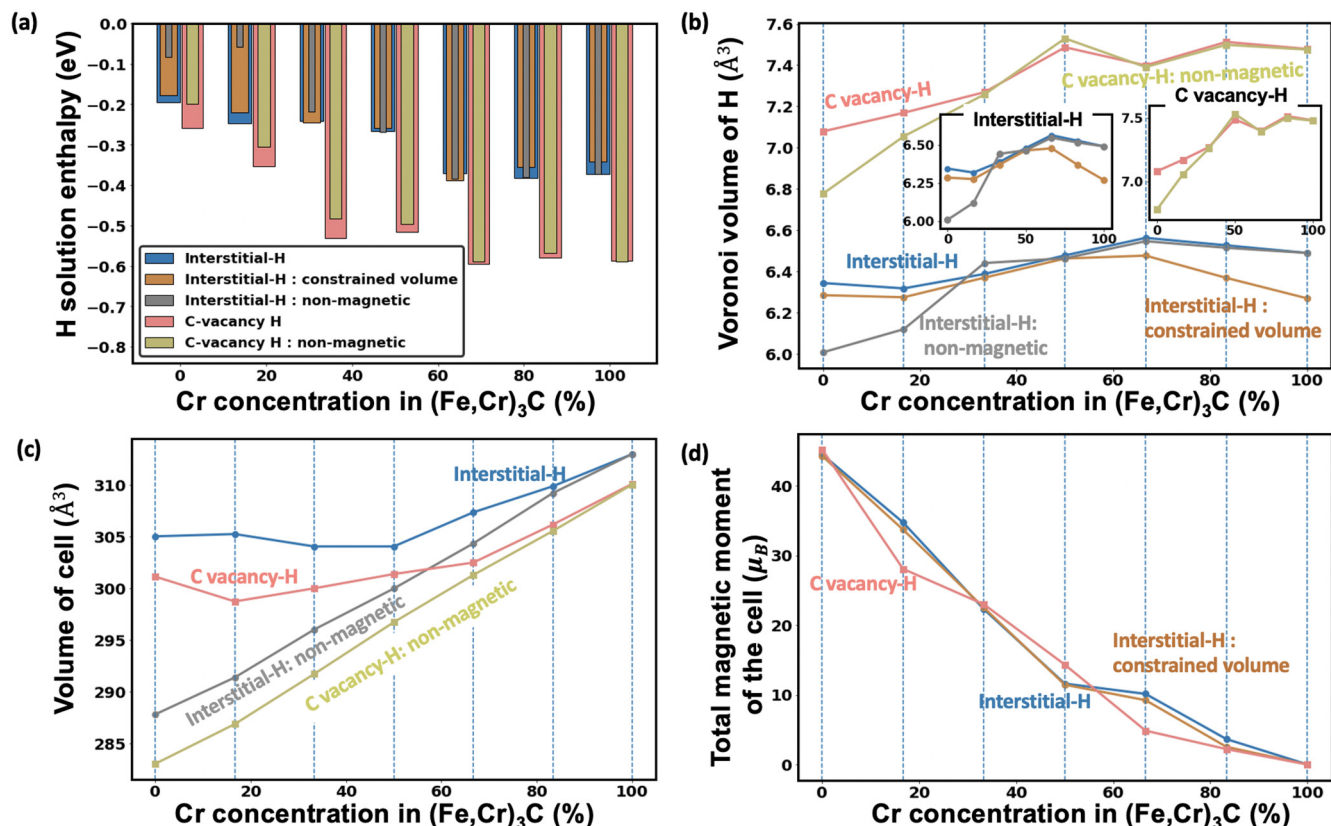 (a)
H solution enthalpy (eV)
0.0
−0.1
−0.2
−0.3
−0.4
−0.5
−0.6
−0.7
−0.8
Interstitial-H
Interstitial-H : constrained volume
Interstitial-H : non-magnetic
C-vacancy H
C-vacancy H : non-magnetic
0 20 40 60 80 100
Cr concentration in (Fe,Cr)₃C (%)
(b)
Voronoi volume of H (Å³)
7.6
7.4
7.2
7.0
6.8
6.6
6.4
6.2
6.0
C vacancy-H
C vacancy-H: non-magnetic
Interstitial-H
6.50
6.25
6.00
0 50 100
C vacancy-H
7.5
7.0
0 50 100
Interstitial-H
Interstitial-H:
non-magnetic
Interstitial-H :
constrained volume
0 20 40 60 80 100
Cr concentration in (Fe,Cr)₃C (%)
(c)
Volume of cell (Å³)
310
305
300
295
290
285
Interstitial-H
C vacancy-H
Interstitial-H: non-magnetic
C vacancy-H: non-magnetic
0 20 40 60 80 100
Cr concentration in (Fe,Cr)₃C (%)
(d)
Total magnetic moment
of the cell (μ_B)
40
30
20
10
0
C vacancy-H
Interstitial-H :
constrained volume
Interstitial-H
0 20 40 60 80 100
Cr concentration in (Fe,Cr)₃C (%)